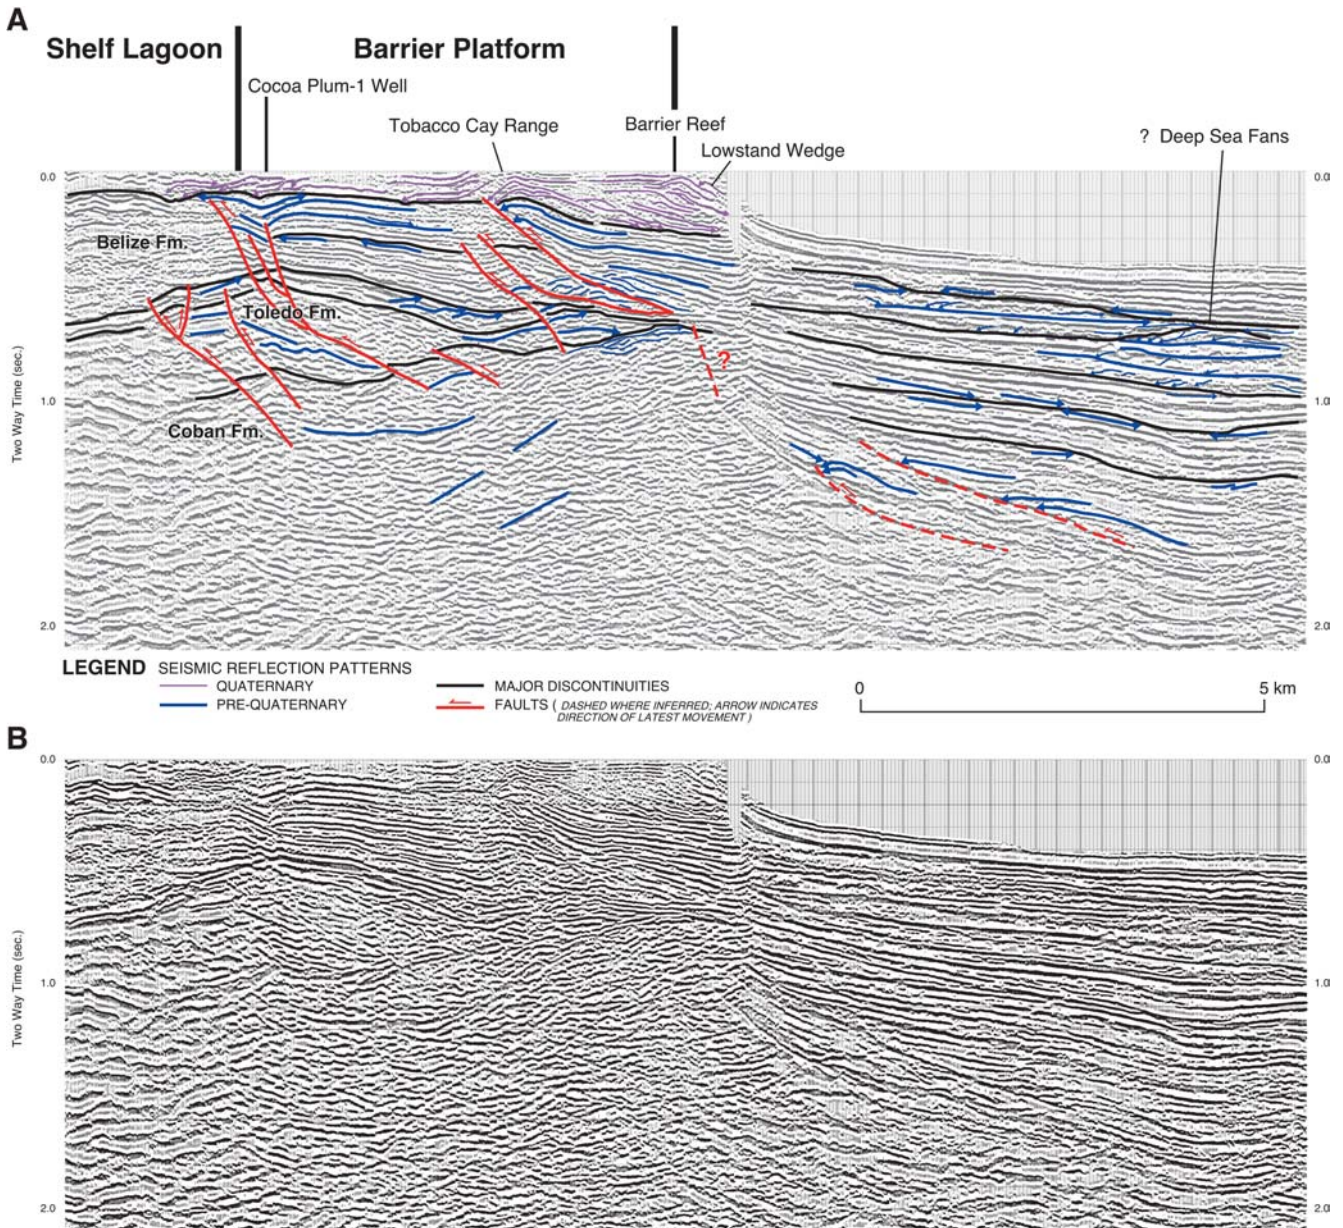 A
Shelf Lagoon
Barrier Platform
Cocoa Plum-1 Well
Tobacco Cay Range
Barrier Reef
Lowstand Wedge
? Deep Sea Fans
0.0
0.0
Belize Fm.
Toledo Fm.
?
Two Way Time (sec.)
1.0
1.0
Coban Fm.
2.0
2.0
LEGEND SEISMIC REFLECTION PATTERNS
QUATERNARY
PRE-QUATERNARY
MAJOR DISCONTINUITIES
FAULTS ( DASHED WHERE INFERRED; ARROW INDICATES
DIRECTION OF LATEST MOVEMENT )
0
5 km
B
0.0
0.0
Two Way Time (sec.)
1.0
1.0
2.0
2.0